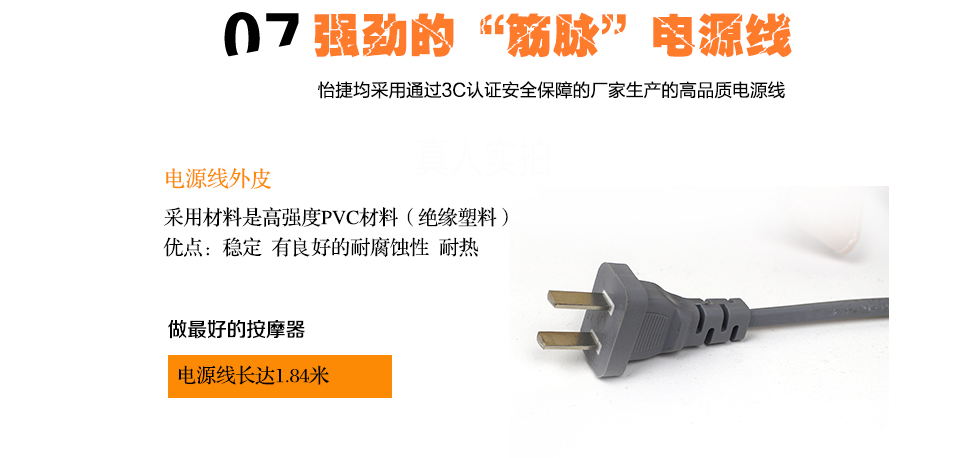 07 强劲的“筋脉”电源线
怡捷均采用通过3C认证安全保障的厂家生产的高品质电源线
真人实拍
电源线外皮
采用材料是高强度PVC材料（绝缘塑料）
优点：稳定 有良好的耐腐蚀性 耐热
做最好的按摩器
电源线长达1.84米